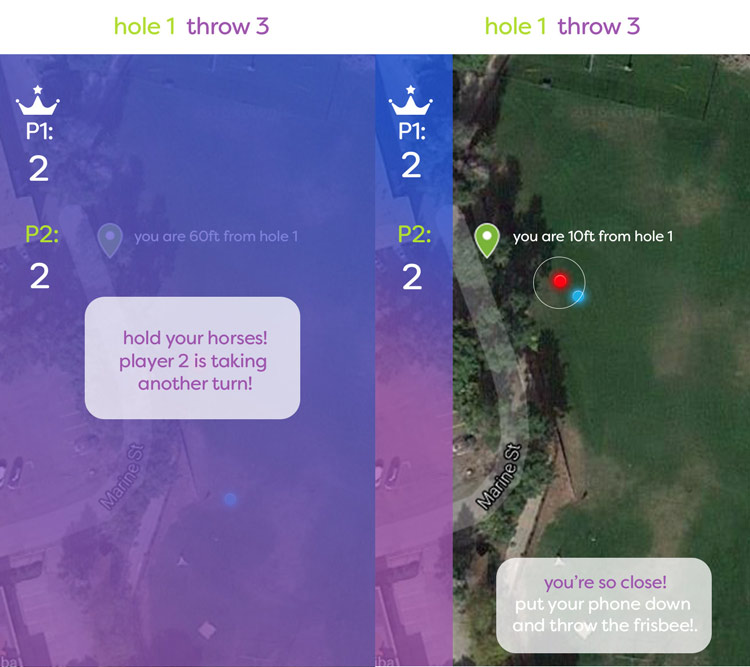 hole 1 throw 3
P1:
2
P2:
2
you are 60ft from hole 1
hold your horses!
player 2 is taking
another turn!
Marine St
hole 1 throw 3
P1:
2
P2:
2
you are 10ft from hole 1
Marine St
you're so close!
put your phone down
and throw the frisbee!.